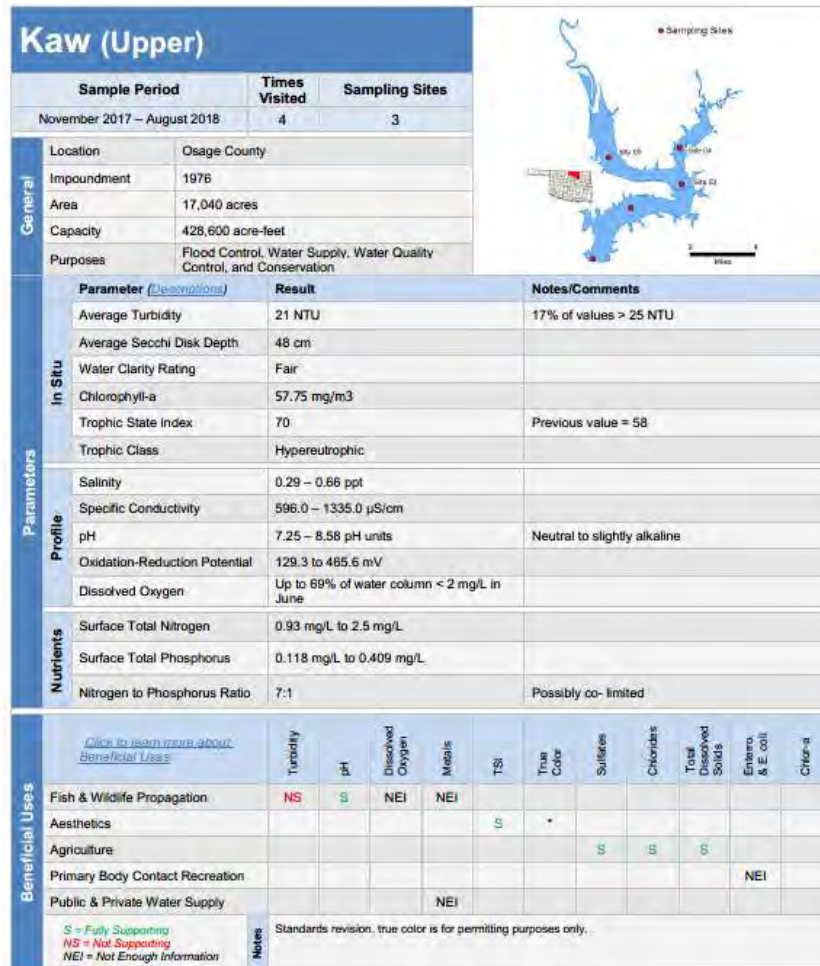 Kaw (Upper)
Sampling Sites
Sample Period Times Visited Sampling Sites
November 2017 – August 2018 4 3
General
Location Osage County
Impoundment 1976
Area 17,040 acres
Capacity 428,600 acre-feet
Purposes Flood Control, Water Supply, Water Quality
Control, and Conservation
Miles
Parameters
Parameter (Descriptions) Result Notes/Comments
In Situ
Average Turbidity 21 NTU 17% of values > 25 NTU
Average Secchi Disk Depth 48 cm
Water Clarity Rating Fair
Chlorophyll-a 57.75 mg/m3
Trophic State Index 70 Previous value = 58
Trophic Class Hypereutrophic
Profile
Salinity 0.29 – 0.66 ppt
Specific Conductivity 596.0 – 1335.0 µS/cm
pH 7.25 – 8.58 pH units Neutral to slightly alkaline
Oxidation-Reduction Potential 129.3 to 465.6 mV
Dissolved Oxygen Up to 69% of water column < 2 mg/L in
June
Nutrients
Surface Total Nitrogen 0.93 mg/L to 2.5 mg/L
Surface Total Phosphorus 0.118 mg/L to 0.409 mg/L
Nitrogen to Phosphorus Ratio 7:1 Possibly co- limited
Beneficial Uses
Click to learn more about
Beneficial Uses
Turbidity pH Dissolved Oxygen Metals TSI True Color Sulfates Chlorides Total Dissolved Solids Entero. & E. coli Chlor-a
Fish & Wildlife Propagation NS S NEI NEI
Aesthetics S *
Agriculture S S S
Primary Body Contact Recreation NEI
Public & Private Water Supply NEI
S = Fully Supporting
NS = Not Supporting
NEI = Not Enough Information
Notes
Standards revision, true color is for permitting purposes only.